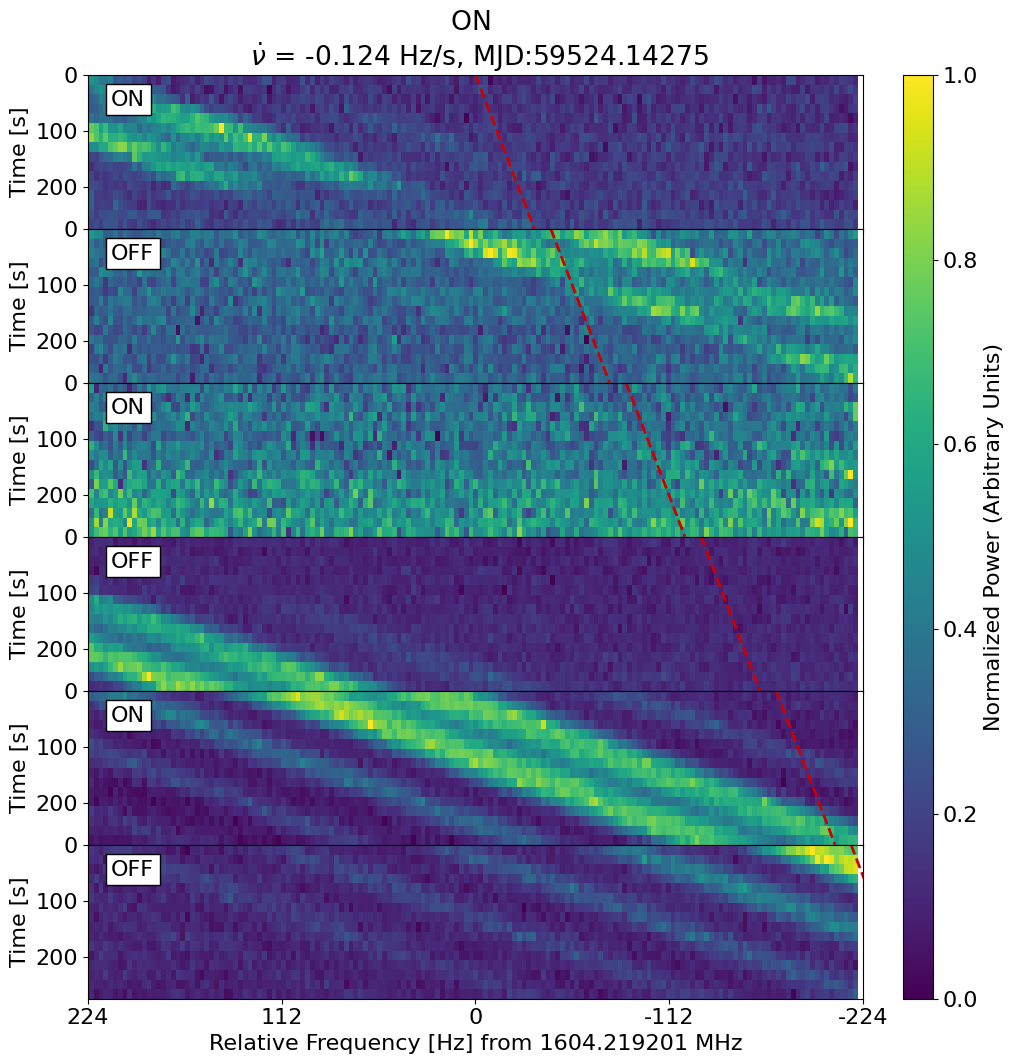 ON
ν̇ = -0.124 Hz/s, MJD:59524.14275
0
ON
100
Time [s]
200
0
OFF
100
Time [s]
200
0
ON
100
Time [s]
200
0
OFF
100
Time [s]
200
0
ON
100
Time [s]
200
0
OFF
100
Time [s]
200
224 112 0 -112 -224
Relative Frequency [Hz] from 1604.219201 MHz
1.0
0.8
0.6
0.4
0.2
0.0
Normalized Power (Arbitrary Units)